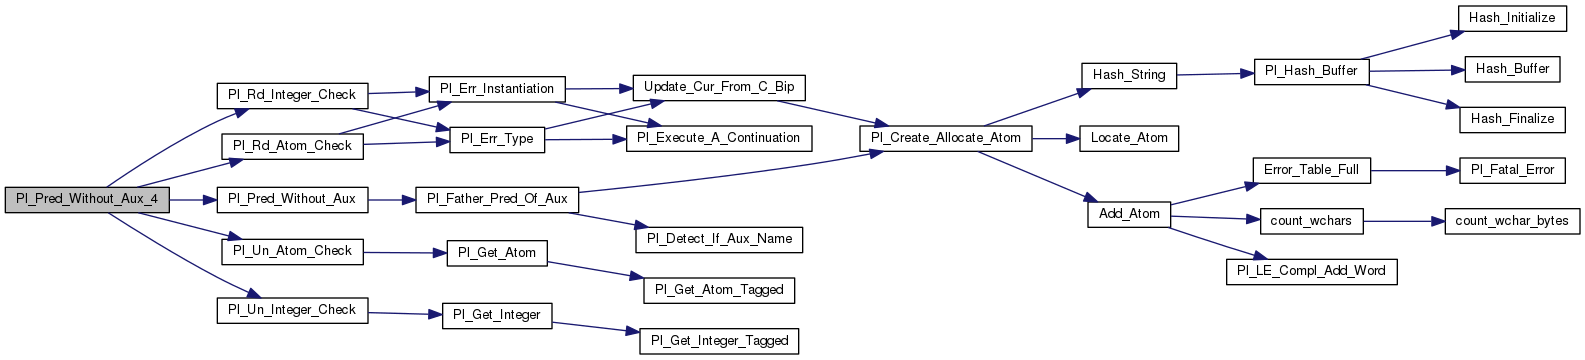 Pl_Pred_Without_Aux_4
Pl_Rd_Integer_Check
Pl_Rd_Atom_Check
Pl_Pred_Without_Aux
Pl_Un_Atom_Check
Pl_Un_Integer_Check
Pl_Err_Instantiation
Pl_Err_Type
Pl_Father_Pred_Of_Aux
Pl_Get_Atom
Pl_Get_Integer
Update_Cur_From_C_Bip
Pl_Execute_A_Continuation
Pl_Detect_If_Aux_Name
Pl_Get_Atom_Tagged
Pl_Get_Integer_Tagged
Pl_Create_Allocate_Atom
Hash_String
Locate_Atom
Add_Atom
Pl_Hash_Buffer
Error_Table_Full
count_wchars
Pl_LE_Compl_Add_Word
Hash_Initialize
Hash_Buffer
Hash_Finalize
Pl_Fatal_Error
count_wchar_bytes